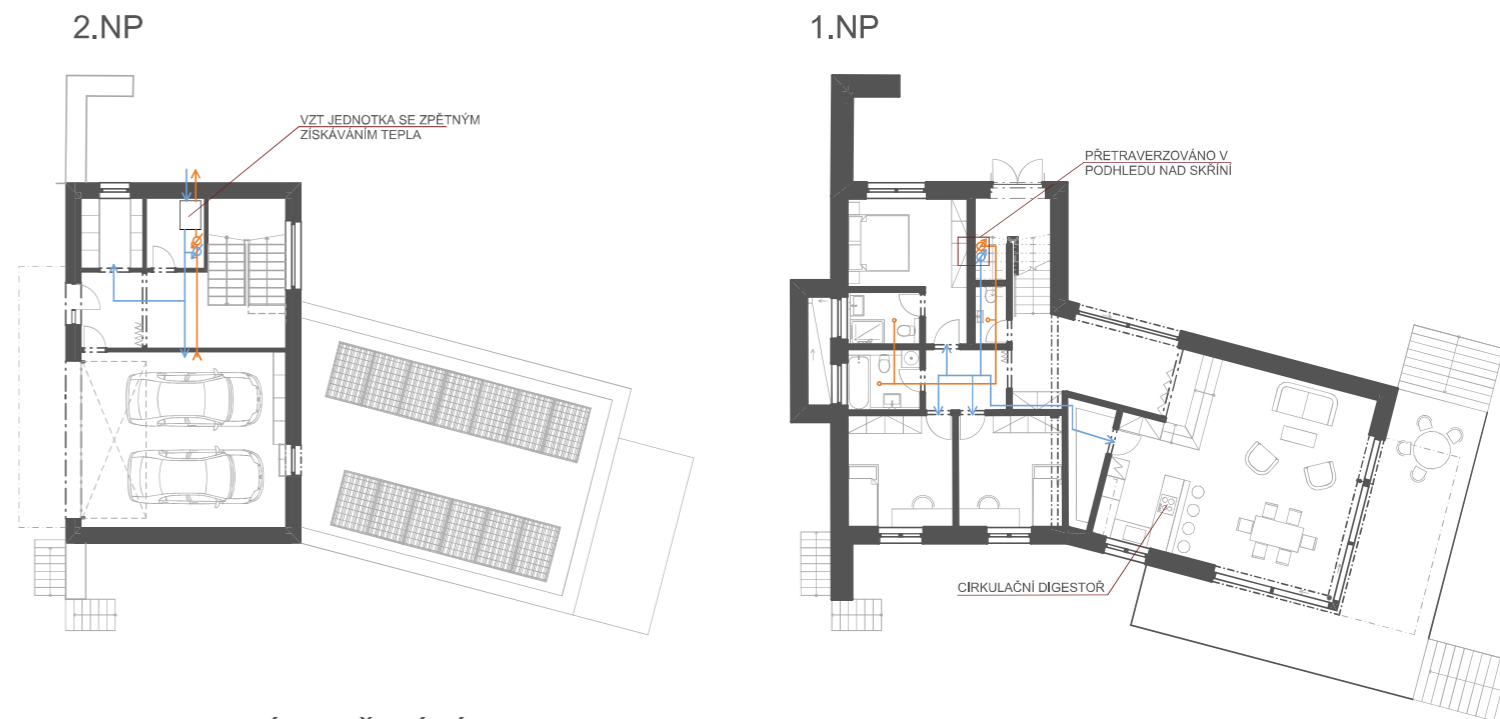 2.NP
1.NP
VZT JEDNOTKA SE ZPĚTNÝM
ZÍSKÁVÁNÍM TEPLA
PŘETRAVERZOVÁNO V
PODHLEDU NAD SKŘÍNÍ
CIRKULAČNÍ DIGESTOŘ